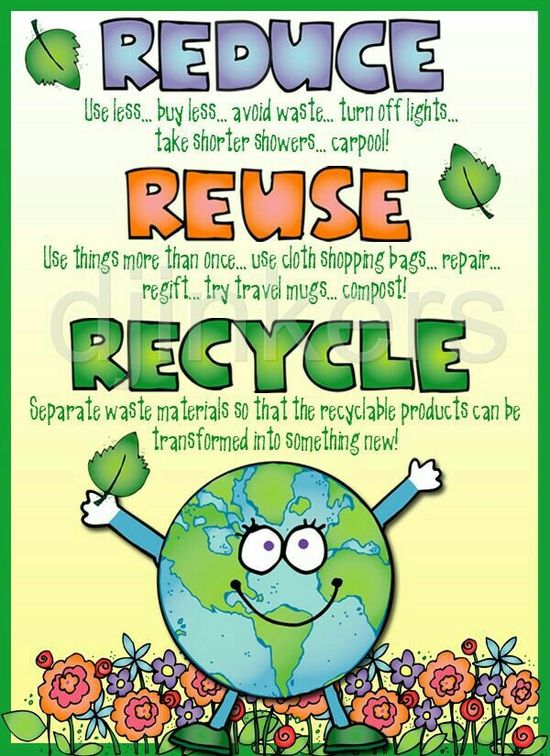 REDUCE
Use less... buy less... avoid waste... turn off lights...
take shorter showers... carpool!
REUSE
Use things more than once... use cloth shopping bags... repair...
regift... try travel mugs... compost!
djinkers
RECYCLE
Separate waste materials so that the recyclable products can be
transformed into something new!